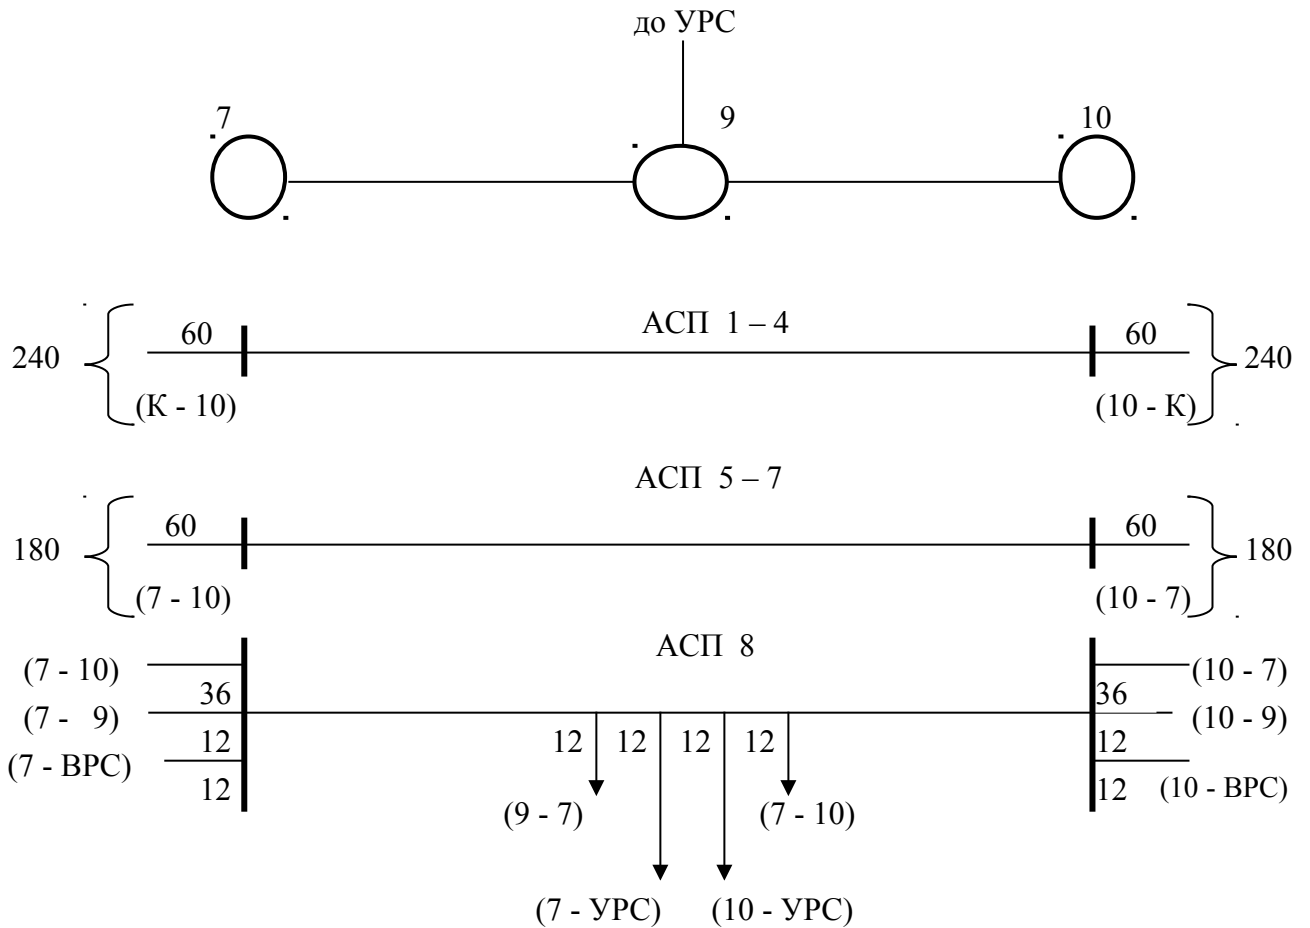 до УРС
7 9 10
АСП 1 – 4
60 60
240 240
(К - 10) (10 - К)
АСП 5 – 7
60 60
180 180
(7 - 10) (10 - 7)
АСП 8
(7 - 10) (10 - 7)
36 36
(7 - 9) (10 - 9)
12 12 12 12 12 12
(7 - ВРС) (10 - ВРС)
12 12
(9 - 7) (7 - 10)
(7 - УРС) (10 - УРС)